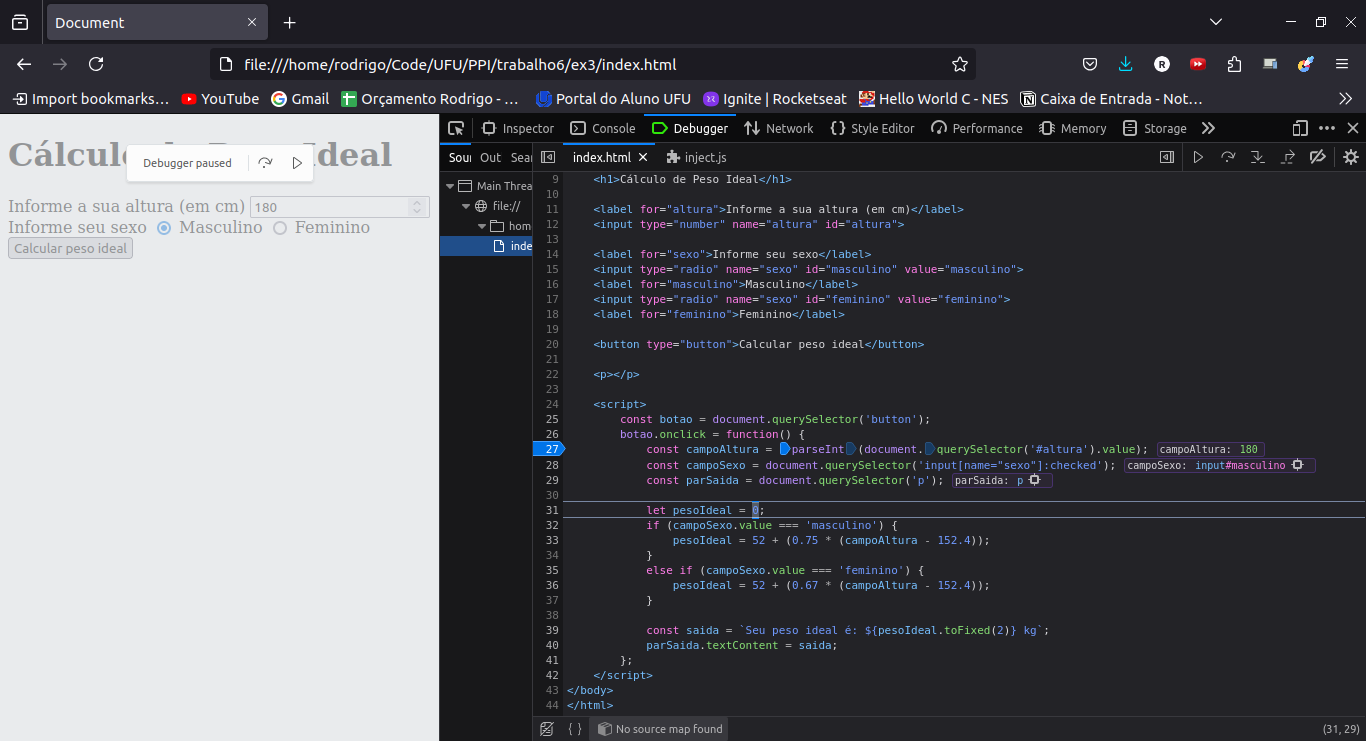 Document
file:///home/rodrigo/Code/UFU/PPI/trabalho6/ex3/index.html
Import bookmarks… YouTube Gmail Orçamento Rodrigo - … Portal do Aluno UFU Ignite | Rocketseat Hello World C - NES Caixa de Entrada - Not…
Inspector Console Debugger Network Style Editor Performance Memory Storage
Sour Out Sear index.html inject.js
Debugger paused
Ideal
Informe a sua altura (em cm) 180
Informe seu sexo Masculino Feminino
Calcular peso ideal
Main Threa
file://
hom
inde
9 <h1>Cálculo de Peso Ideal</h1>
10
11 <label for="altura">Informe a sua altura (em cm)</label>
12 <input type="number" name="altura" id="altura">
13
14 <label for="sexo">Informe seu sexo</label>
15 <input type="radio" name="sexo" id="masculino" value="masculino">
16 <label for="masculino">Masculino</label>
17 <input type="radio" name="sexo" id="feminino" value="feminino">
18 <label for="feminino">Feminino</label>
19
20 <button type="button">Calcular peso ideal</button>
21
22 <p></p>
23
24 <script>
25 const botao = document.querySelector('button');
26 botao.onclick = function() {
27 const campoAltura = parseInt(document.querySelector('#altura').value); campoAltura: 180
28 const campoSexo = document.querySelector('input[name="sexo"]:checked'); campoSexo: input#masculino
29 const parSaida = document.querySelector('p'); parSaida: p
30
31 let pesoIdeal = 0;
32 if (campoSexo.value === 'masculino') {
33 pesoIdeal = 52 + (0.75 * (campoAltura - 152.4));
34 }
35 else if (campoSexo.value === 'feminino') {
36 pesoIdeal = 52 + (0.67 * (campoAltura - 152.4));
37 }
38
39 const saida = `Seu peso ideal é: ${pesoIdeal.toFixed(2)} kg`;
40 parSaida.textContent = saida;
41 };
42 </script>
43 </body>
44 </html>
{ } No source map found (31, 29)